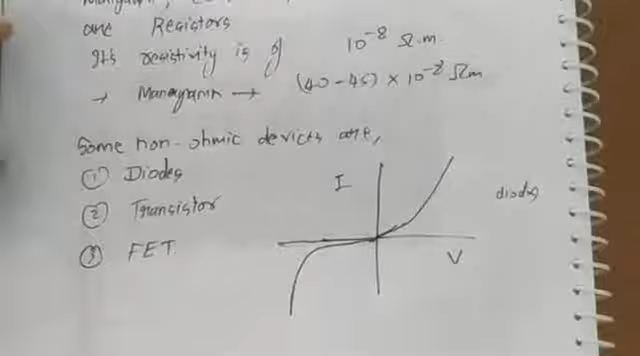 are Resistors
Its resistivity is of 10⁻⁸ Ω.m
→ Manganin → (40-45) × 10⁻⁸ Ωm
Some non-ohmic devices are,
① Diodes
② Transistor
③ FET
I
V
diodes